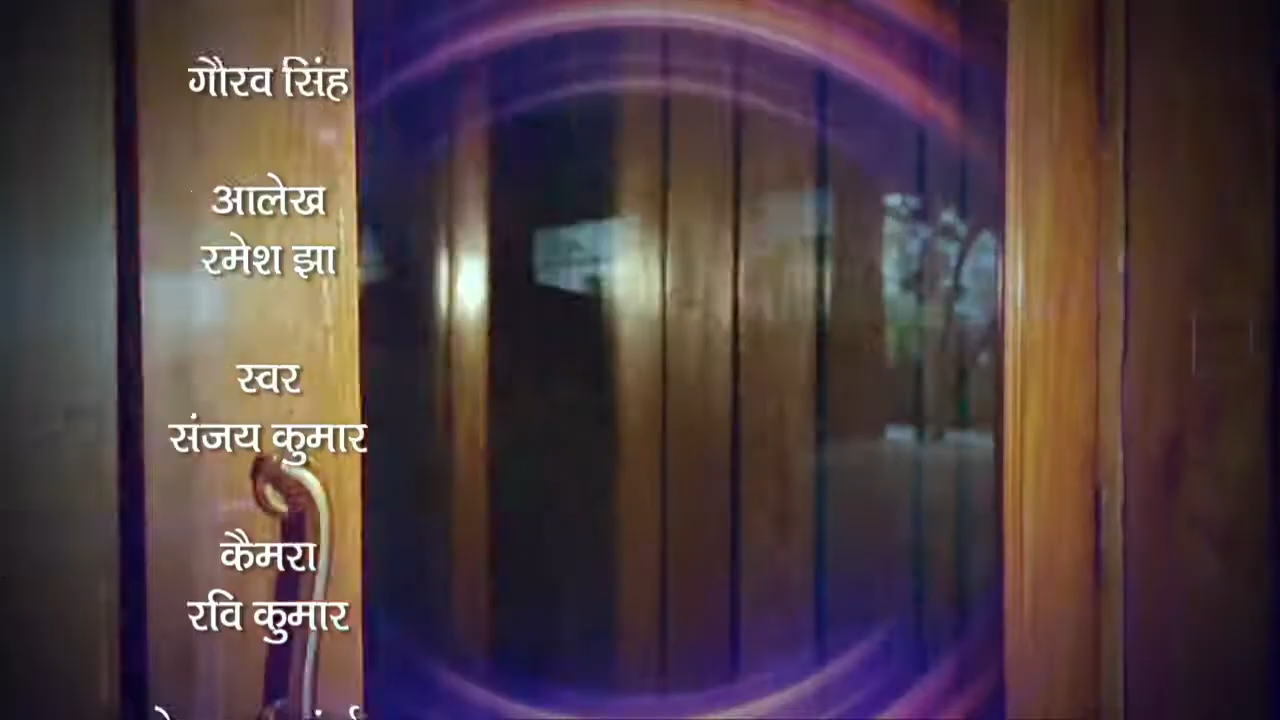 गौरव सिंह
आलेख
रमेश झा
स्वर
संजय कुमार
कैमरा
रवि कुमार